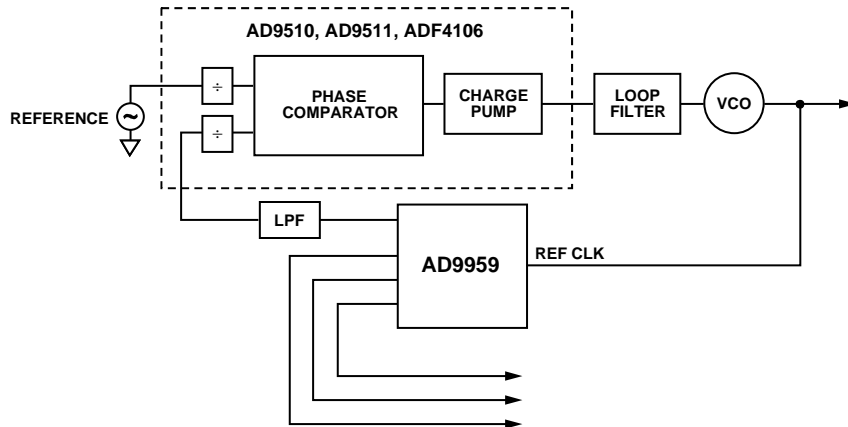 AD9510, AD9511, ADF4106
REFERENCE
~
÷
÷
PHASE
COMPARATOR
CHARGE
PUMP
LOOP
FILTER
VCO
LPF
AD9959
REF CLK